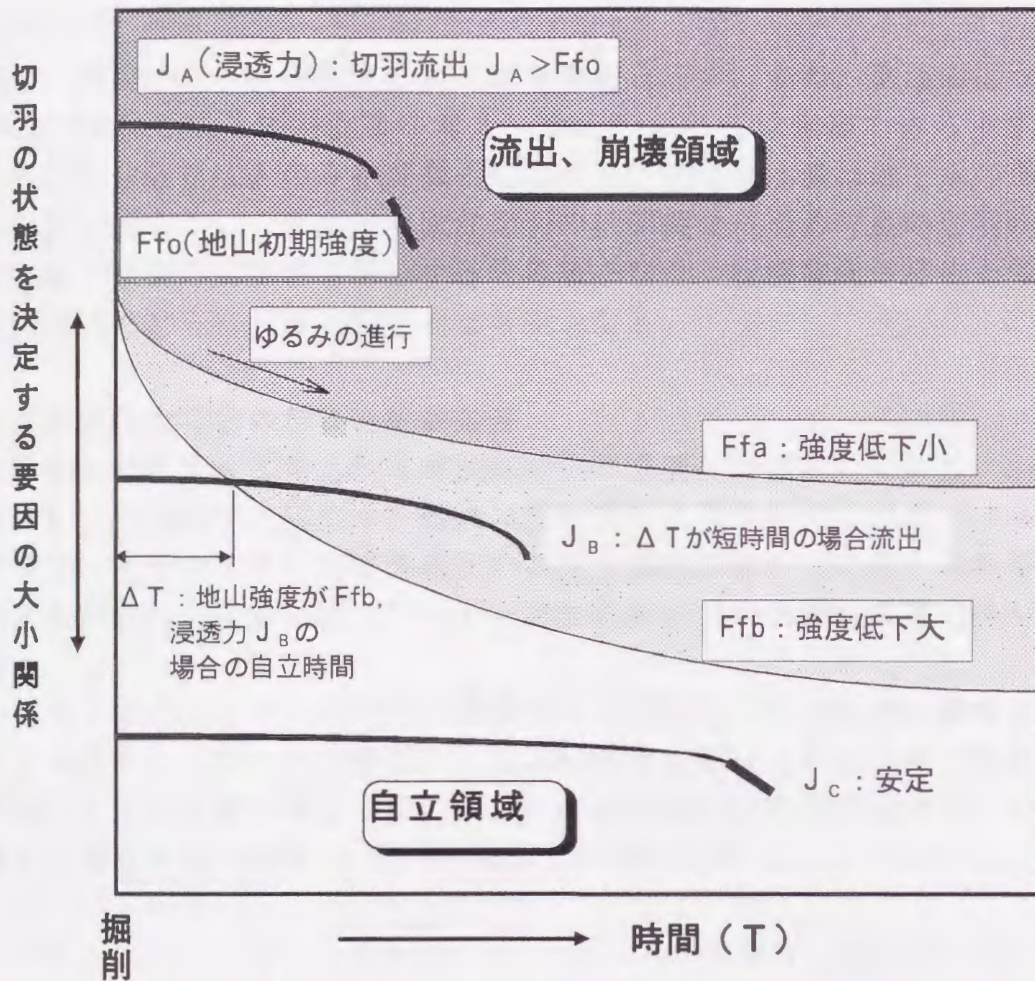 切羽の状態を決定する要因の大小関係
J A (浸透力) : 切羽流出 J A >Ffo
流出、崩壊領域
Ffo(地山初期強度)
ゆるみの進行
Ffa : 強度低下小
J B : ΔTが短時間の場合流出
ΔT : 地山強度がFfb,
浸透力 J B の
場合の自立時間
Ffb : 強度低下大
J C : 安定
自立領域
掘削
時間 (T)